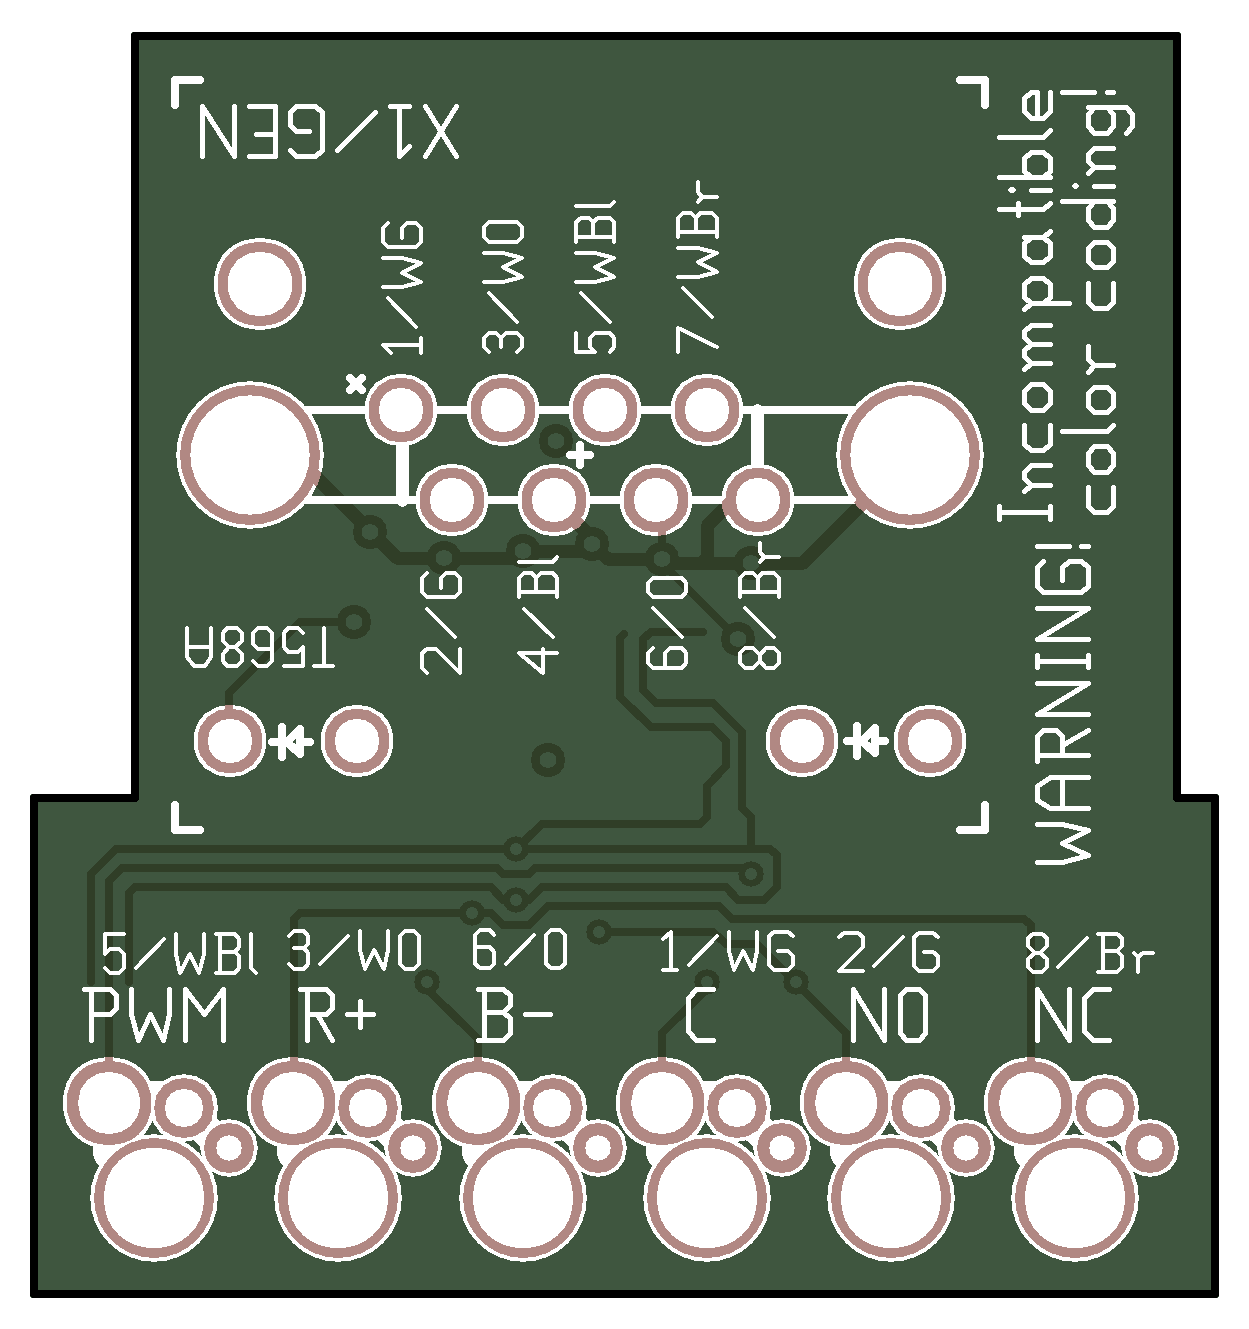 X1/GEN
1/WG
3/WO
5/WBl
7/WBr
2/G
4/Bl
6/O
8/Br
T568A
WARNING!
Incompatible
color coding
5/WBl 3/WO 6/O 1/WG 2/G 8/Br
PWM R+ B- C NO NC